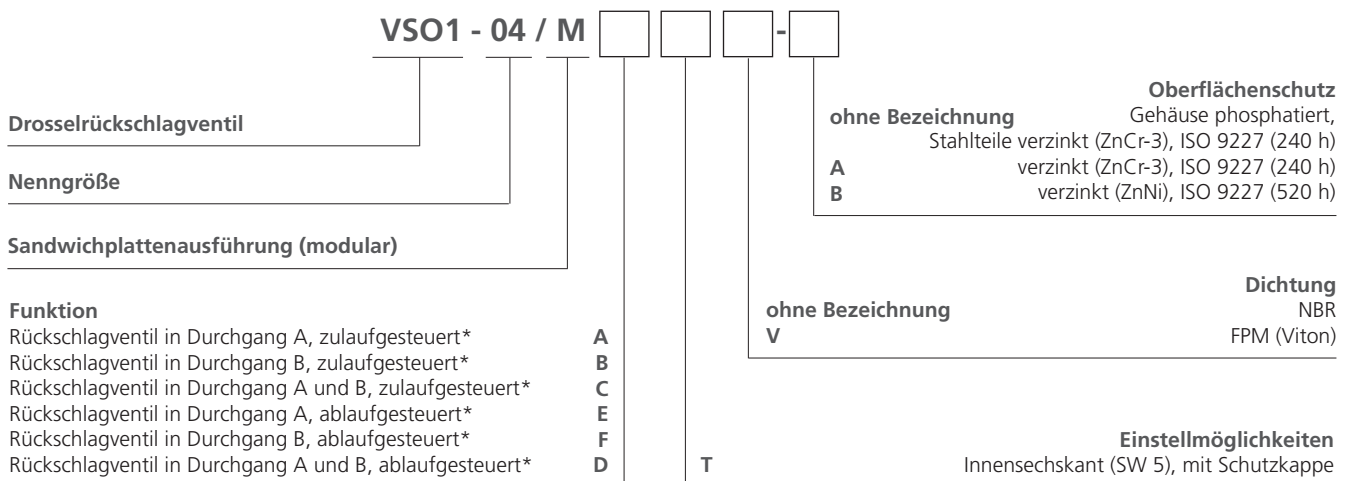 VSO1 - 04 / M -
Drosselrückschlagventil
Nenngröße
Sandwichplattenausführung (modular)
Funktion
Rückschlagventil in Durchgang A, zulaufgesteuert* A
Rückschlagventil in Durchgang B, zulaufgesteuert* B
Rückschlagventil in Durchgang A und B, zulaufgesteuert* C
Rückschlagventil in Durchgang A, ablaufgesteuert* E
Rückschlagventil in Durchgang B, ablaufgesteuert* F
Rückschlagventil in Durchgang A und B, ablaufgesteuert* D
Oberflächenschutz
ohne Bezeichnung Gehäuse phosphatiert,
Stahlteile verzinkt (ZnCr-3), ISO 9227 (240 h)
A verzinkt (ZnCr-3), ISO 9227 (240 h)
B verzinkt (ZnNi), ISO 9227 (520 h)
Dichtung
ohne Bezeichnung NBR
V FPM (Viton)
Einstellmöglichkeiten
T Innensechskant (SW 5), mit Schutzkappe